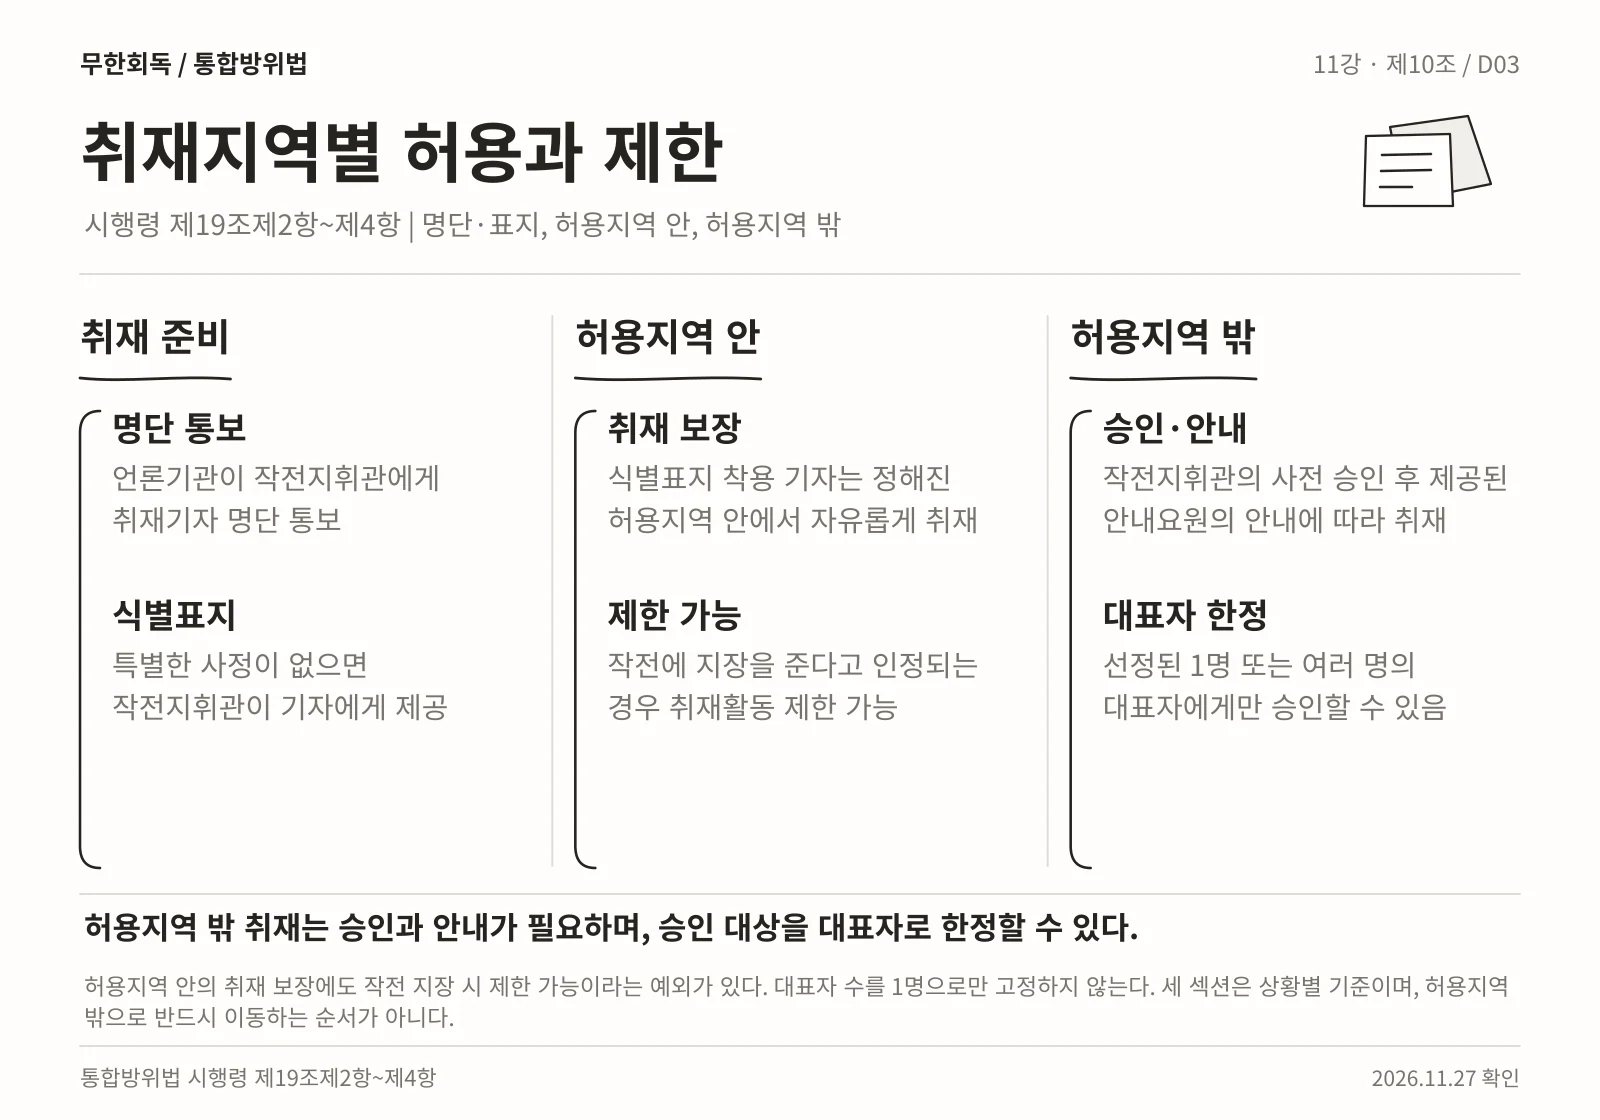 무한회독 / 통합방위법
11강 · 제10조 / D03
취재지역별 허용과 제한
시행령 제19조제2항~제4항 | 명단·표지, 허용지역 안, 허용지역 밖
취재 준비
명단 통보
언론기관이 작전지휘관에게
취재기자 명단 통보
식별표지
특별한 사정이 없으면
작전지휘관이 기자에게 제공
허용지역 안
취재 보장
식별표지 착용 기자는 정해진
허용지역 안에서 자유롭게 취재
제한 가능
작전에 지장을 준다고 인정되는
경우 취재활동 제한 가능
허용지역 밖
승인·안내
작전지휘관의 사전 승인 후 제공된
안내요원의 안내에 따라 취재
대표자 한정
선정된 1명 또는 여러 명의
대표자에게만 승인할 수 있음
허용지역 밖 취재는 승인과 안내가 필요하며, 승인 대상을 대표자로 한정할 수 있다.
허용지역 안의 취재 보장에도 작전 지장 시 제한 가능이라는 예외가 있다. 대표자 수를 1명으로만 고정하지 않는다. 세 섹션은 상황별 기준이며, 허용지역
밖으로 반드시 이동하는 순서가 아니다.
통합방위법 시행령 제19조제2항~제4항
2026.11.27 확인